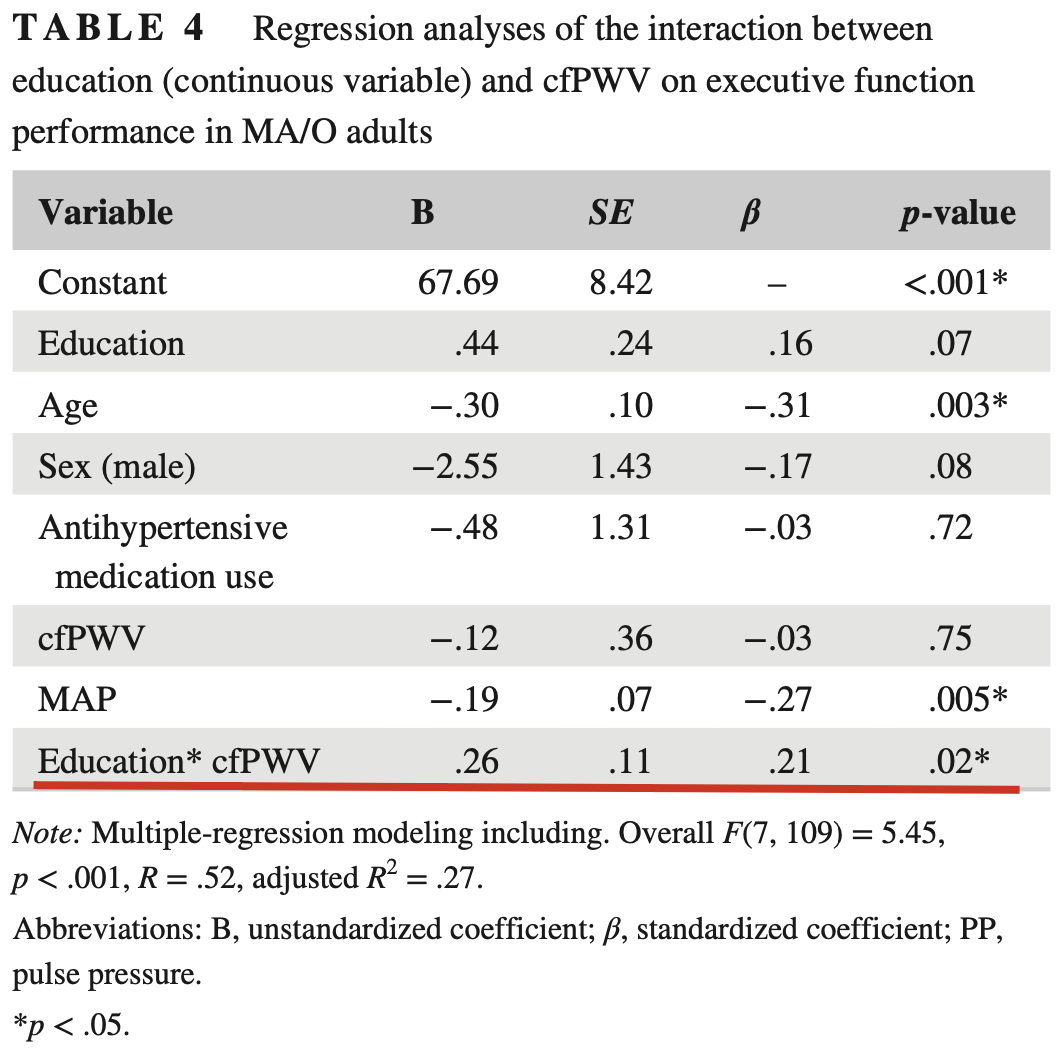 TABLE 4 Regression analyses of the interaction between
education (continuous variable) and cfPWV on executive function
performance in MA/O adults
Variable B SE β p-value
Constant 67.69 8.42 – <.001*
Education .44 .24 .16 .07
Age −.30 .10 −.31 .003*
Sex (male) −2.55 1.43 −.17 .08
Antihypertensive −.48 1.31 −.03 .72
medication use
cfPWV −.12 .36 −.03 .75
MAP −.19 .07 −.27 .005*
Education* cfPWV .26 .11 .21 .02*
Note: Multiple-regression modeling including. Overall F(7, 109) = 5.45,
p < .001, R = .52, adjusted R² = .27.
Abbreviations: B, unstandardized coefficient; β, standardized coefficient; PP,
pulse pressure.
*p < .05.